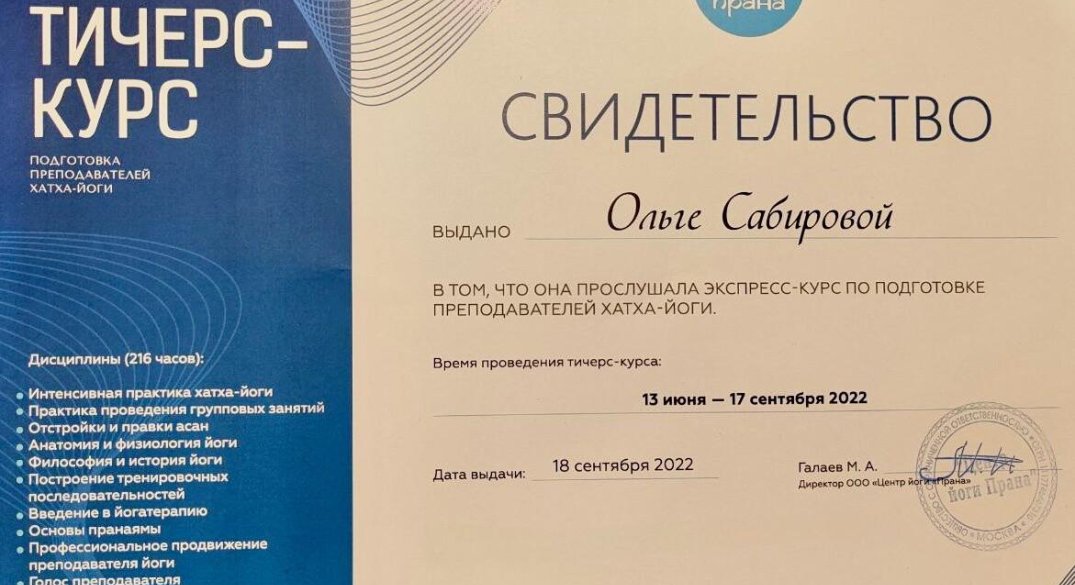 ТИЧЕРС-
КУРС
ПОДГОТОВКА
ПРЕПОДАВАТЕЛЕЙ
ХАТХА-ЙОГИ
Дисциплины (216 часов):
Интенсивная практика хатха-йоги
Практика проведения групповых занятий
Отстройки и правки асан
Анатомия и физиология йоги
Философия и история йоги
Построение тренировочных
последовательностей
Введение в йогатерапию
Основы пранаямы
Профессиональное продвижение
преподавателя йоги
Голос преподавателя
прана
СВИДЕТЕЛЬСТВО
ВЫДАНО Ольге Сабировой
В ТОМ, ЧТО ОНА ПРОСЛУШАЛА ЭКСПРЕСС-КУРС ПО ПОДГОТОВКЕ
ПРЕПОДАВАТЕЛЕЙ ХАТХА-ЙОГИ.
Время проведения тичерс-курса:
13 июня — 17 сентября 2022
Дата выдачи: 18 сентября 2022
Галаев М. А.
Директор ООО «Центр йоги «Прана»
йоги Прана"
МОСКВА